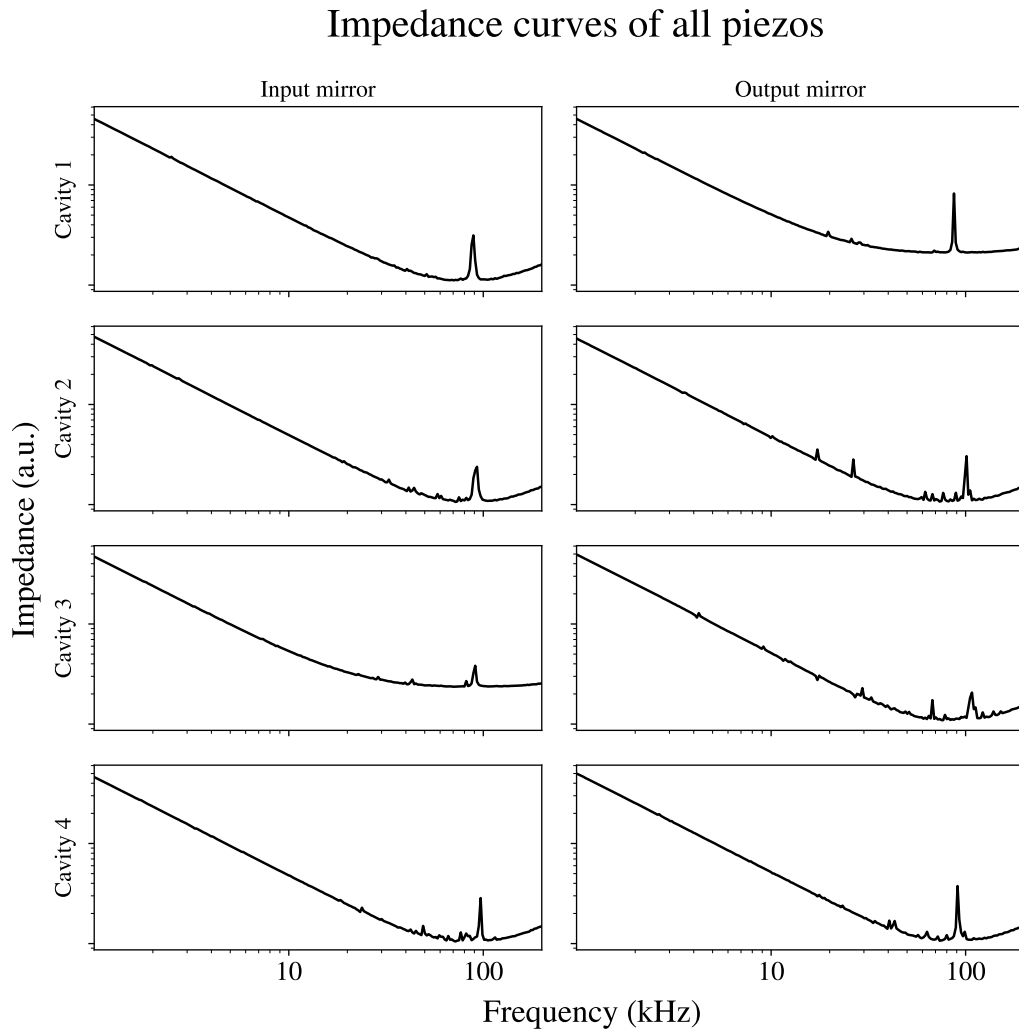 Impedance curves of all piezos
Input mirror
Output mirror
Cavity 1
Cavity 2
Cavity 3
Cavity 4
Impedance (a.u.)
10
100
10
100
Frequency (kHz)